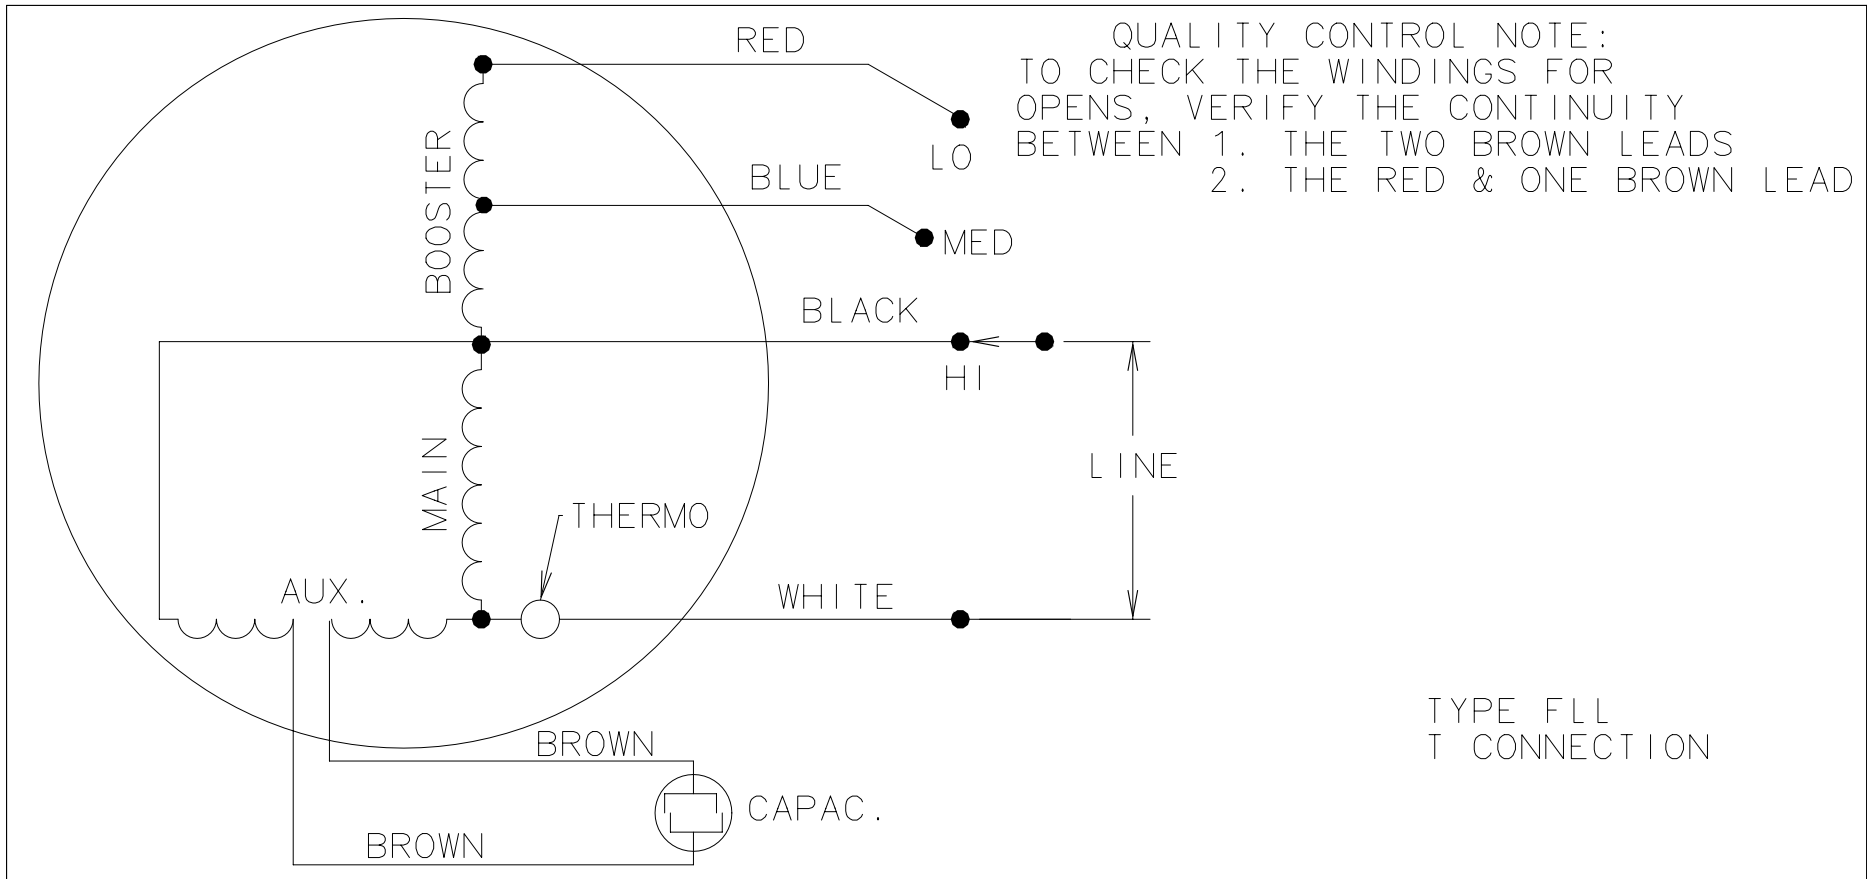 QUALITY CONTROL NOTE:
TO CHECK THE WINDINGS FOR
OPENS, VERIFY THE CONTINUITY
BETWEEN 1. THE TWO BROWN LEADS
2. THE RED & ONE BROWN LEAD
RED
LO
BLUE
MED
BOOSTER
BLACK
HI
LINE
MAIN
THERMO
AUX.
WHITE
TYPE FLL
T CONNECTION
BROWN
CAPAC.
BROWN